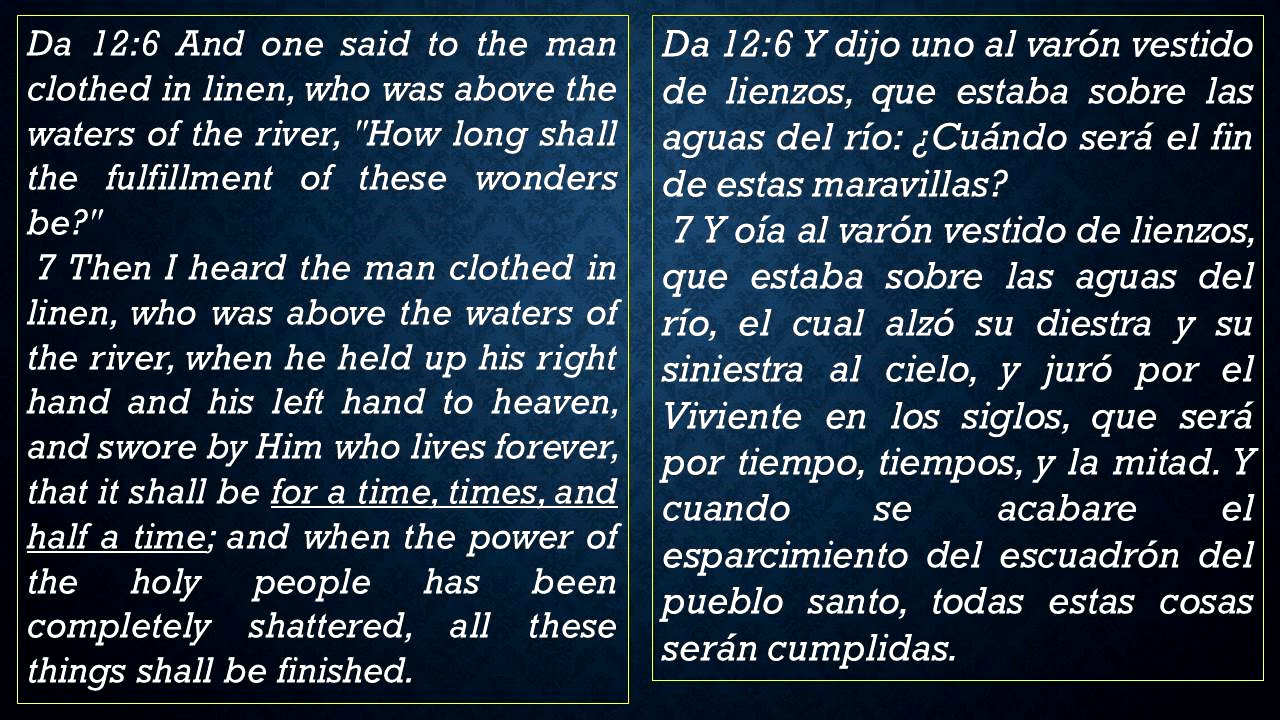 Da 12:6 And one said to the man
clothed in linen, who was above the
waters of the river, "How long shall
the fulfillment of these wonders
be?"
7 Then I heard the man clothed in
linen, who was above the waters of
the river, when he held up his right
hand and his left hand to heaven,
and swore by Him who lives forever,
that it shall be for a time, times, and
half a time; and when the power of
the holy people has been
completely shattered, all these
things shall be finished.
Da 12:6 Y dijo uno al varón vestido
de lienzos, que estaba sobre las
aguas del río: ¿Cuándo será el fin
de estas maravillas?
7 Y oía al varón vestido de lienzos,
que estaba sobre las aguas del
río, el cual alzó su diestra y su
siniestra al cielo, y juró por el
Viviente en los siglos, que será
por tiempo, tiempos, y la mitad. Y
cuando se acabare el
esparcimiento del escuadrón del
pueblo santo, todas estas cosas
serán cumplidas.